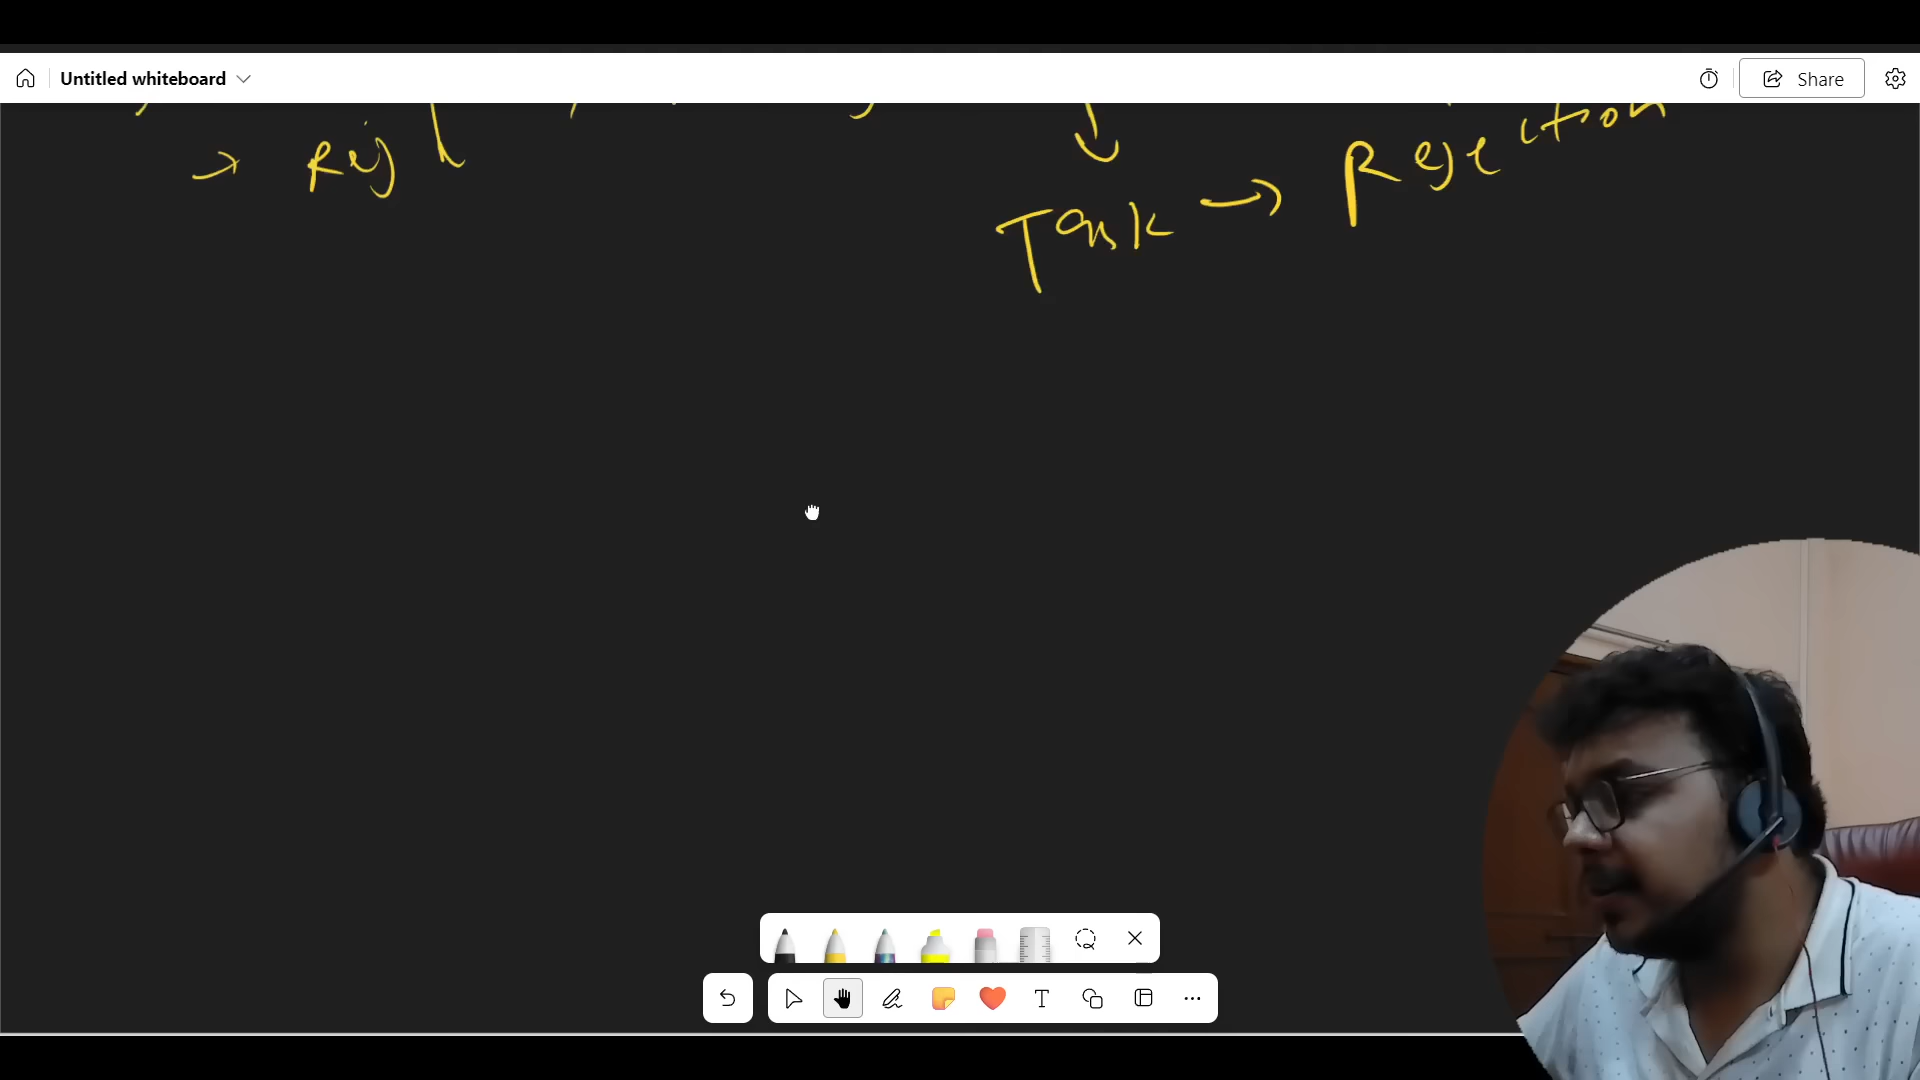 Untitled whiteboard
Share
→ Rej
Task → Rejection
T